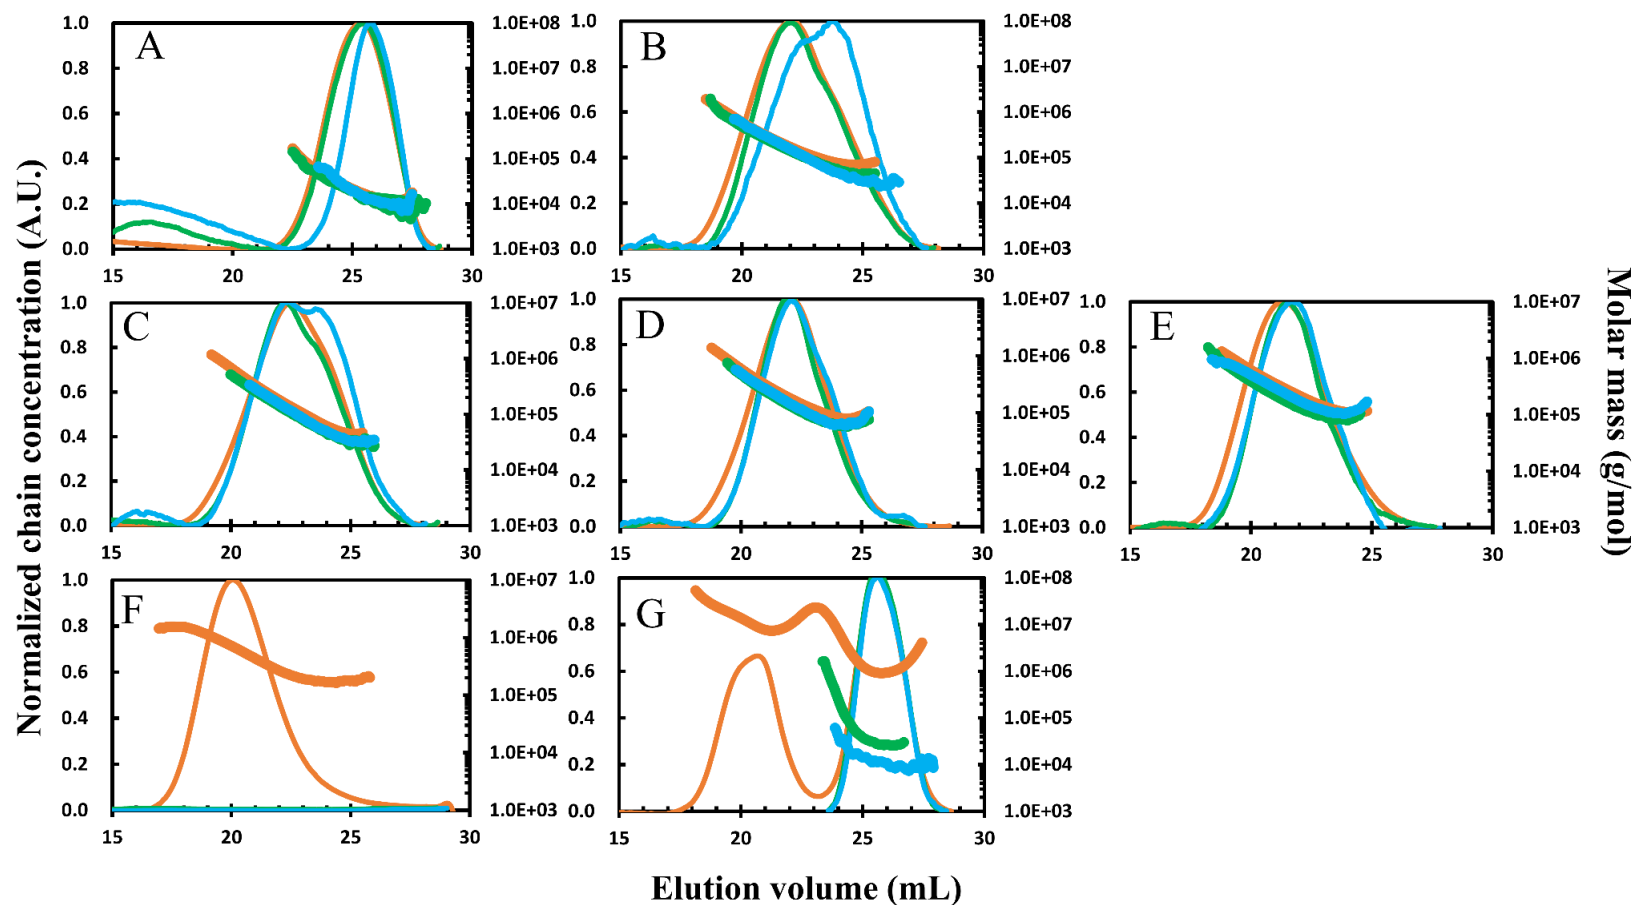 A
1.0
0.8
0.6
0.4
0.2
0.0
15 20 25 30
1.0E+08
1.0E+07
1.0E+06
1.0E+05
1.0E+04
1.0E+03
B
1.0
0.8
0.6
0.4
0.2
0.0
15 20 25 30
1.0E+08
1.0E+07
1.0E+06
1.0E+05
1.0E+04
1.0E+03
C
1.0
0.8
0.6
0.4
0.2
0.0
15 20 25 30
1.0E+07
1.0E+06
1.0E+05
1.0E+04
1.0E+03
D
1.0
0.8
0.6
0.4
0.2
0.0
15 20 25 30
1.0E+07
1.0E+06
1.0E+05
1.0E+04
1.0E+03
E
1.0
0.8
0.6
0.4
0.2
0.0
15 20 25 30
1.0E+07
1.0E+06
1.0E+05
1.0E+04
1.0E+03
F
1.0
0.8
0.6
0.4
0.2
0.0
15 20 25 30
1.0E+07
1.0E+06
1.0E+05
1.0E+04
1.0E+03
G
1.0
0.8
0.6
0.4
0.2
0.0
15 20 25 30
1.0E+08
1.0E+07
1.0E+06
1.0E+05
1.0E+04
1.0E+03
Normalized chain concentration (A.U.)
Molar mass (g/mol)
Elution volume (mL)